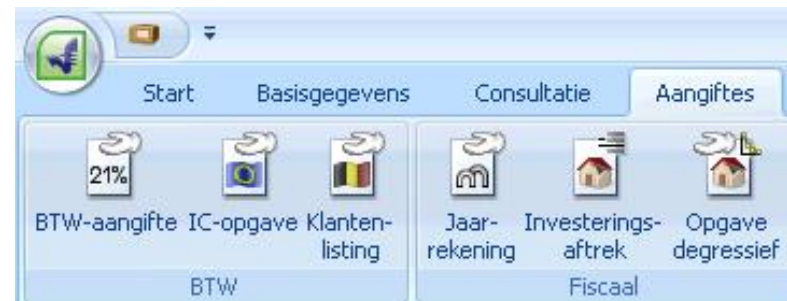 Start Basisgegevens Consultatie Aangiftes
21%
BTW-aangifte IC-opgave Klanten-
listing
Jaar-
rekening
Investerings-
aftrek
Opgave
degressief
BTW Fiscaal